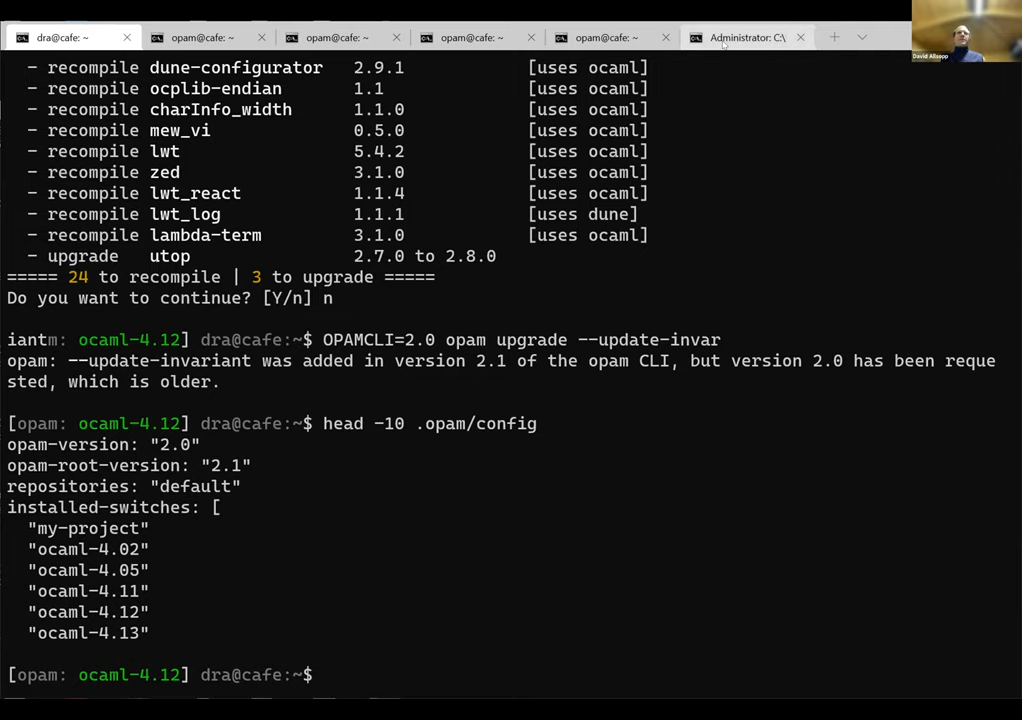 dra@cafe: ~
opam@cafe: ~
opam@cafe: ~
opam@cafe: ~
opam@cafe: ~
Administrator: C:\
David Allsopp
- recompile dune-configurator 2.9.1 [uses ocaml]
- recompile ocplib-endian 1.1 [uses ocaml]
- recompile charInfo_width 1.1.0 [uses ocaml]
- recompile mew_vi 0.5.0 [uses ocaml]
- recompile lwt 5.4.2 [uses ocaml]
- recompile zed 3.1.0 [uses ocaml]
- recompile lwt_react 1.1.4 [uses ocaml]
- recompile lwt_log 1.1.1 [uses dune]
- recompile lambda-term 3.1.0 [uses ocaml]
- upgrade utop 2.7.0 to 2.8.0
===== 24 to recompile | 3 to upgrade =====
Do you want to continue? [Y/n] n
iantm: ocaml-4.12] dra@cafe:~$ OPAMCLI=2.0 opam upgrade --update-invar
opam: --update-invariant was added in version 2.1 of the opam CLI, but version 2.0 has been reque
sted, which is older.
[opam: ocaml-4.12] dra@cafe:~$ head -10 .opam/config
opam-version: "2.0"
opam-root-version: "2.1"
repositories: "default"
installed-switches: [
"my-project"
"ocaml-4.02"
"ocaml-4.05"
"ocaml-4.11"
"ocaml-4.12"
"ocaml-4.13"
[opam: ocaml-4.12] dra@cafe:~$